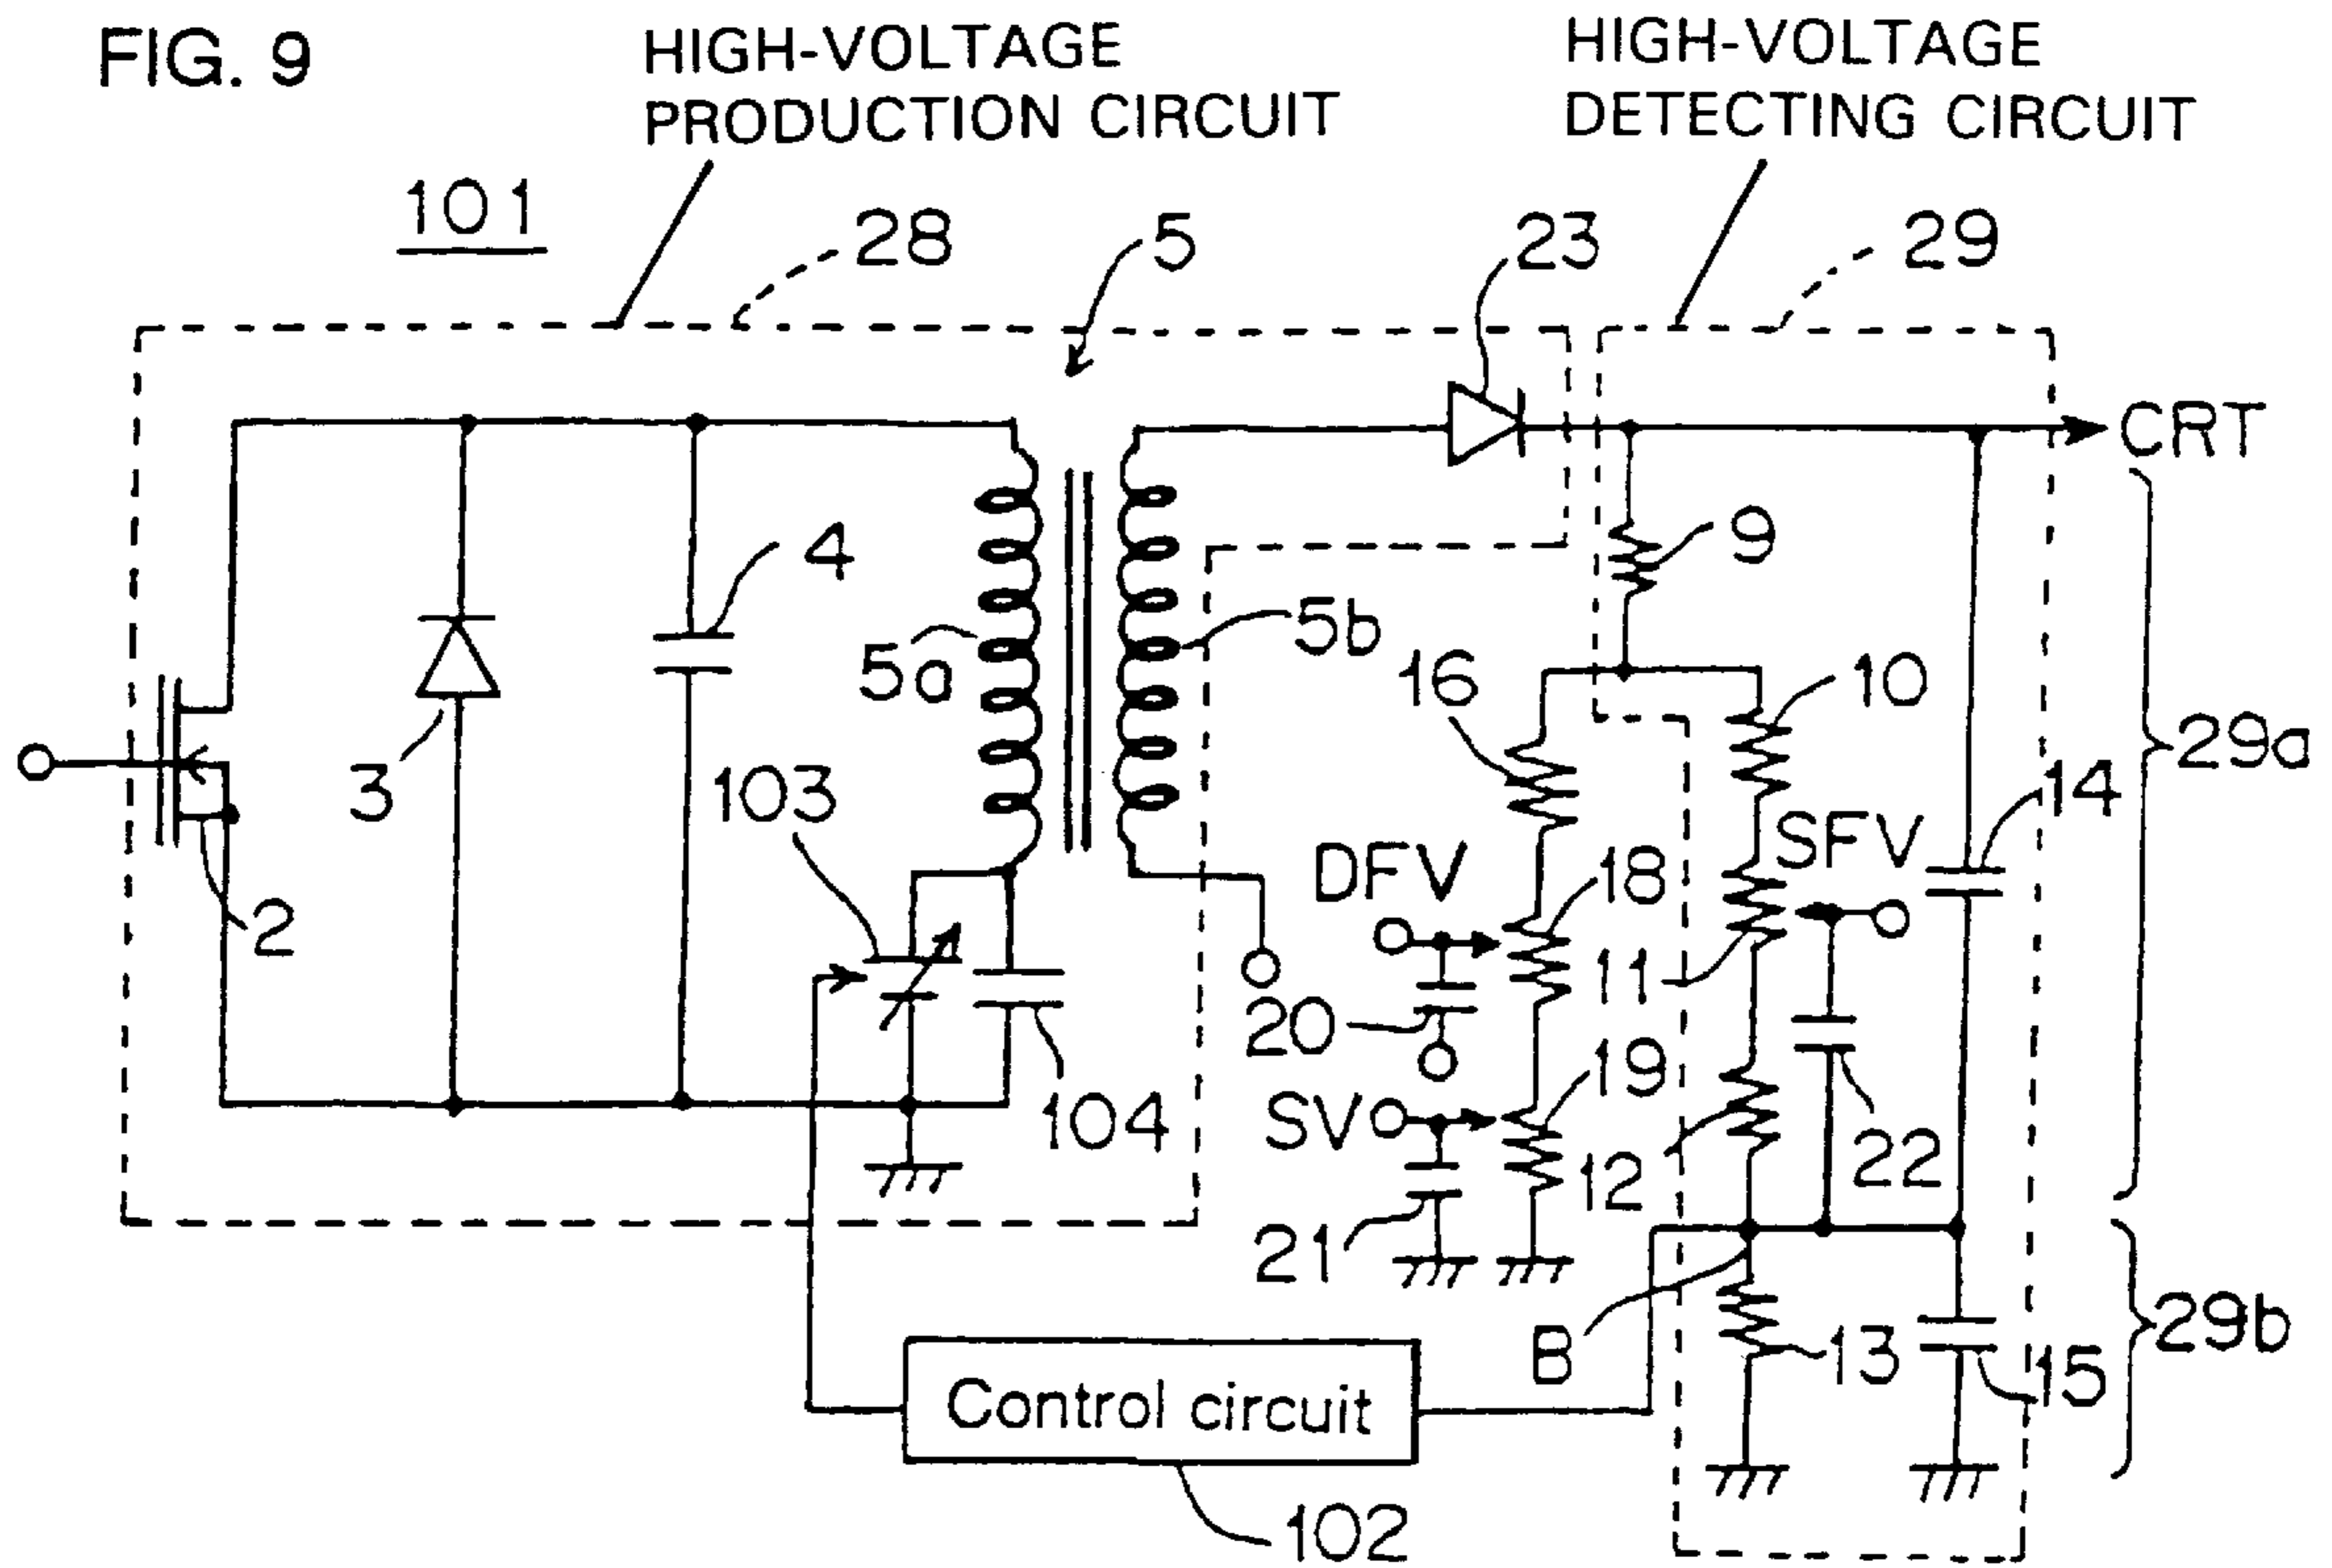 FIG. 9
HIGH-VOLTAGE
PRODUCTION CIRCUIT
HIGH-VOLTAGE
DETECTING CIRCUIT
101
28
5
23
29
CRT
4
9
5a
5b
16
10
29a
3
103
14
SFV
DFV
18
2
11
20
19
104
SV
12
22
21
B
13
29b
15
Control circuit
102